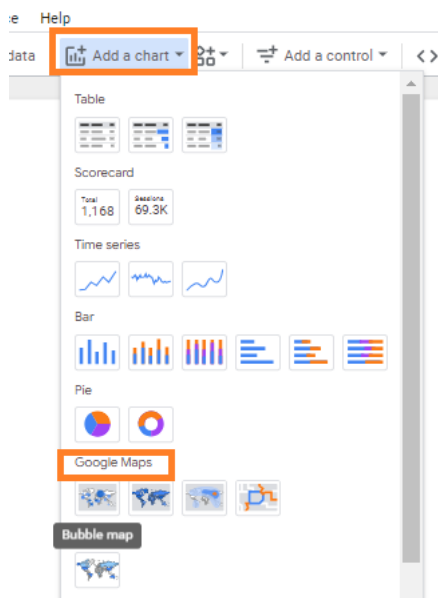 ce Help
data Add a chart Add a control
Table
Scorecard
Total
1,168
Sessions
69.3K
Time series
Bar
Pie
Google Maps
Bubble map